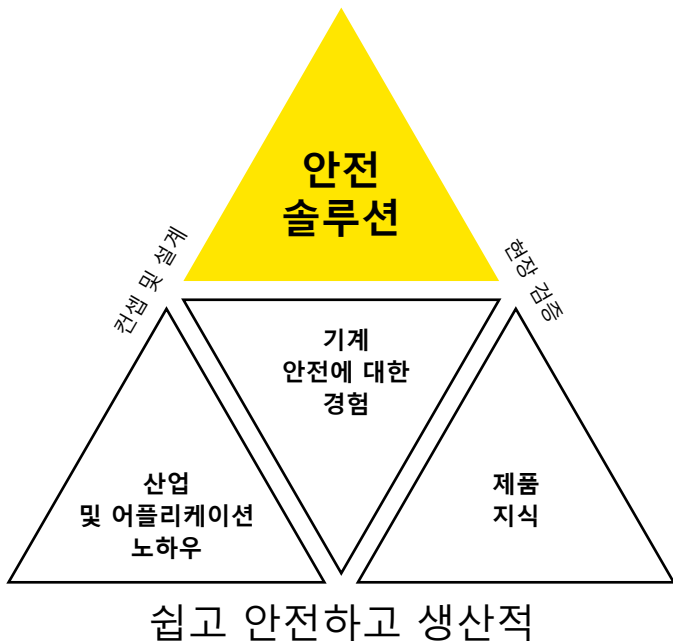 안전
솔루션
컨셉 및 설계
현장 검증
기계
안전에 대한
경험
산업
및 어플리케이션
노하우
제품
지식
쉽고 안전하고 생산적